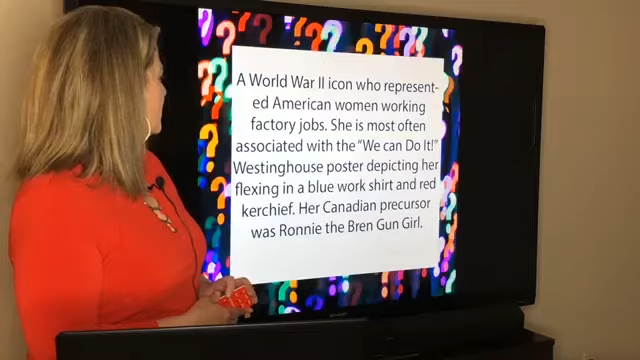 A World War II icon who represent-
ed American women working
factory jobs. She is most often
associated with the "We can Do It!"
Westinghouse poster depicting her
flexing in a blue work shirt and red
kerchief. Her Canadian precursor
was Ronnie the Bren Gun Girl.
SHARP